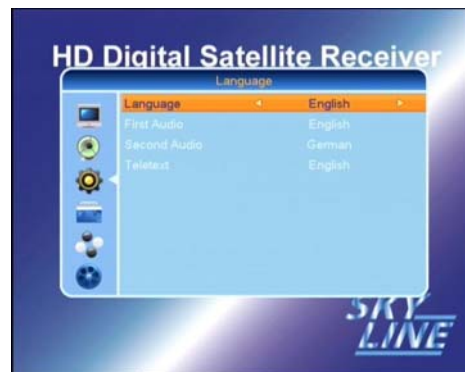 HD Digital Satellite Receiver
Language
Language English
First Audio English
Second Audio German
Teletext English
SKY
LINE